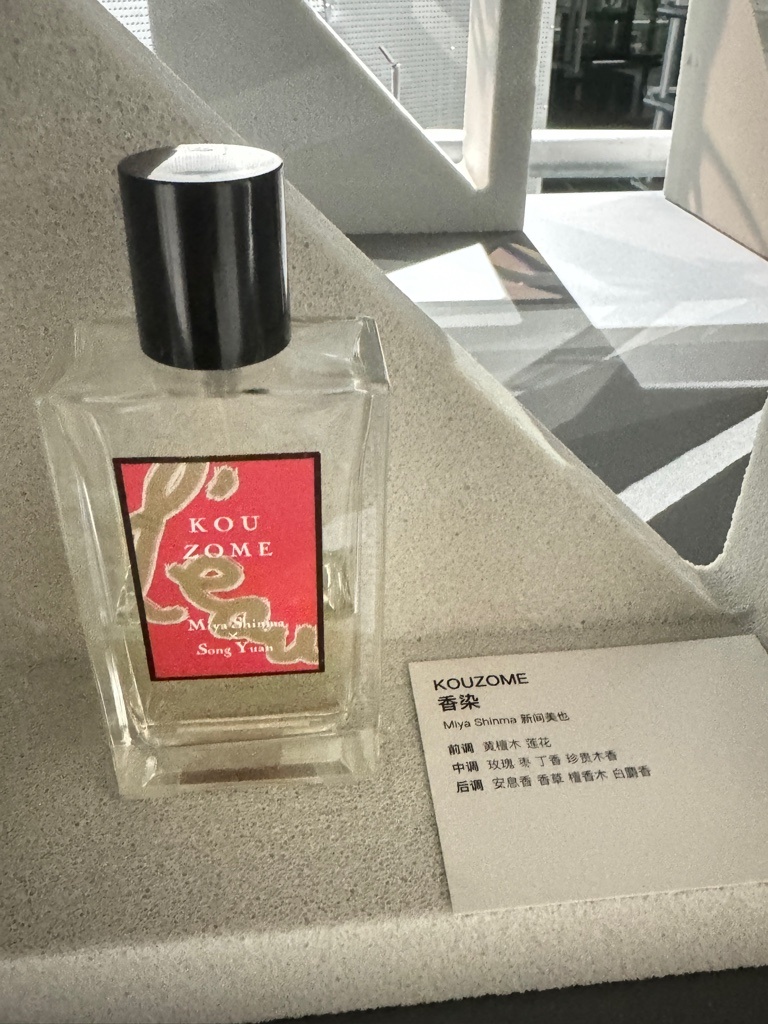 KOU
ZOME
Miya Shinma
×
Song Yuan
KOUZOME
香染
Miya Shinma 新间美也
前调 黄檀木 莲花
中调 玫瑰 枣 丁香 珍贵木香
后调 安息香 香草 檀香木 白麝香